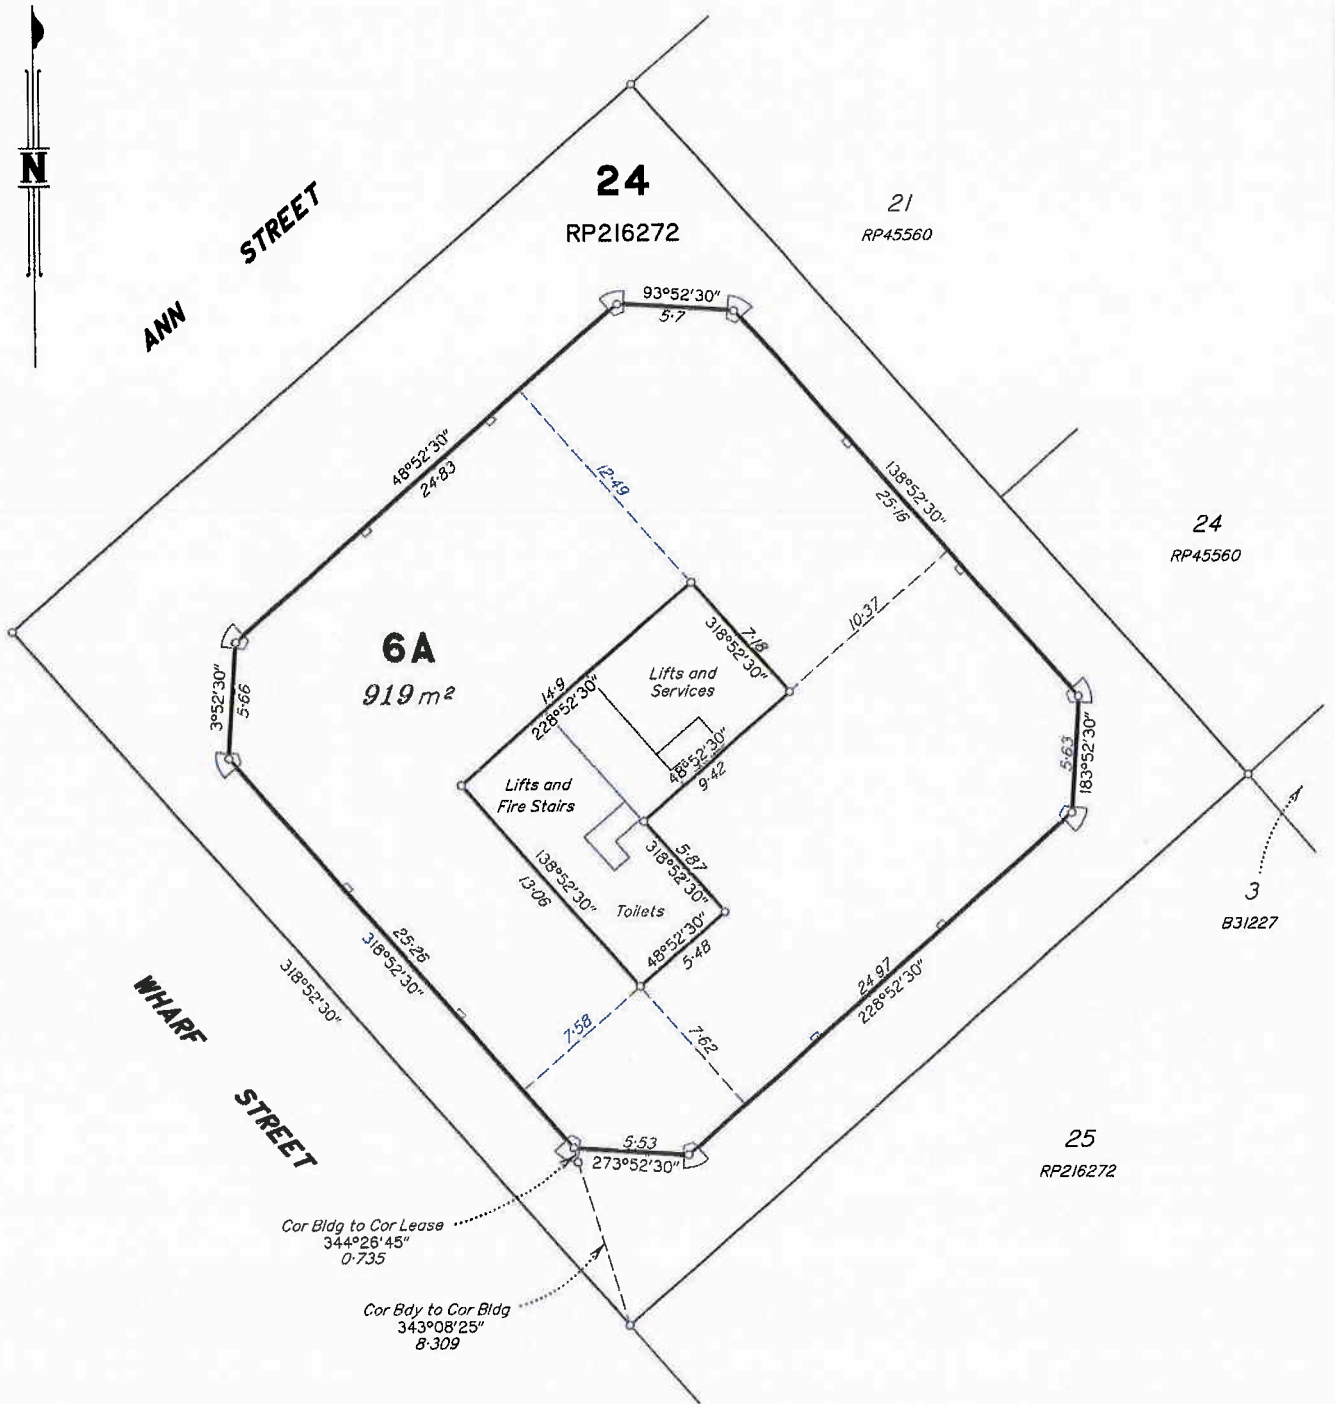 N
ANN STREET
24
RP216272
21
RP45560
93°52'30"
5·7
48°52'30"
24·83
12·49
138°52'30"
25·16
24
RP45560
10·37
6A
919 m²
3°52'30"
5·66
7·18
318°52'30"
Lifts and
Services
14·9
228°52'30"
48°52'30"
9·42
5·63
183°52'30"
Lifts and
Fire Stairs
5·87
318°52'30"
138°52'30"
13·06
Toilets
48°52'30"
5·48
3
B31227
25·26
318°52'30"
318°52'30"
24·97
228°52'30"
WHARF STREET
7·58
7·62
5·53
273°52'30"
25
RP216272
Cor Bldg to Cor Lease
344°26'45"
0·735
Cor Bdy to Cor Bldg
343°08'25"
8·309